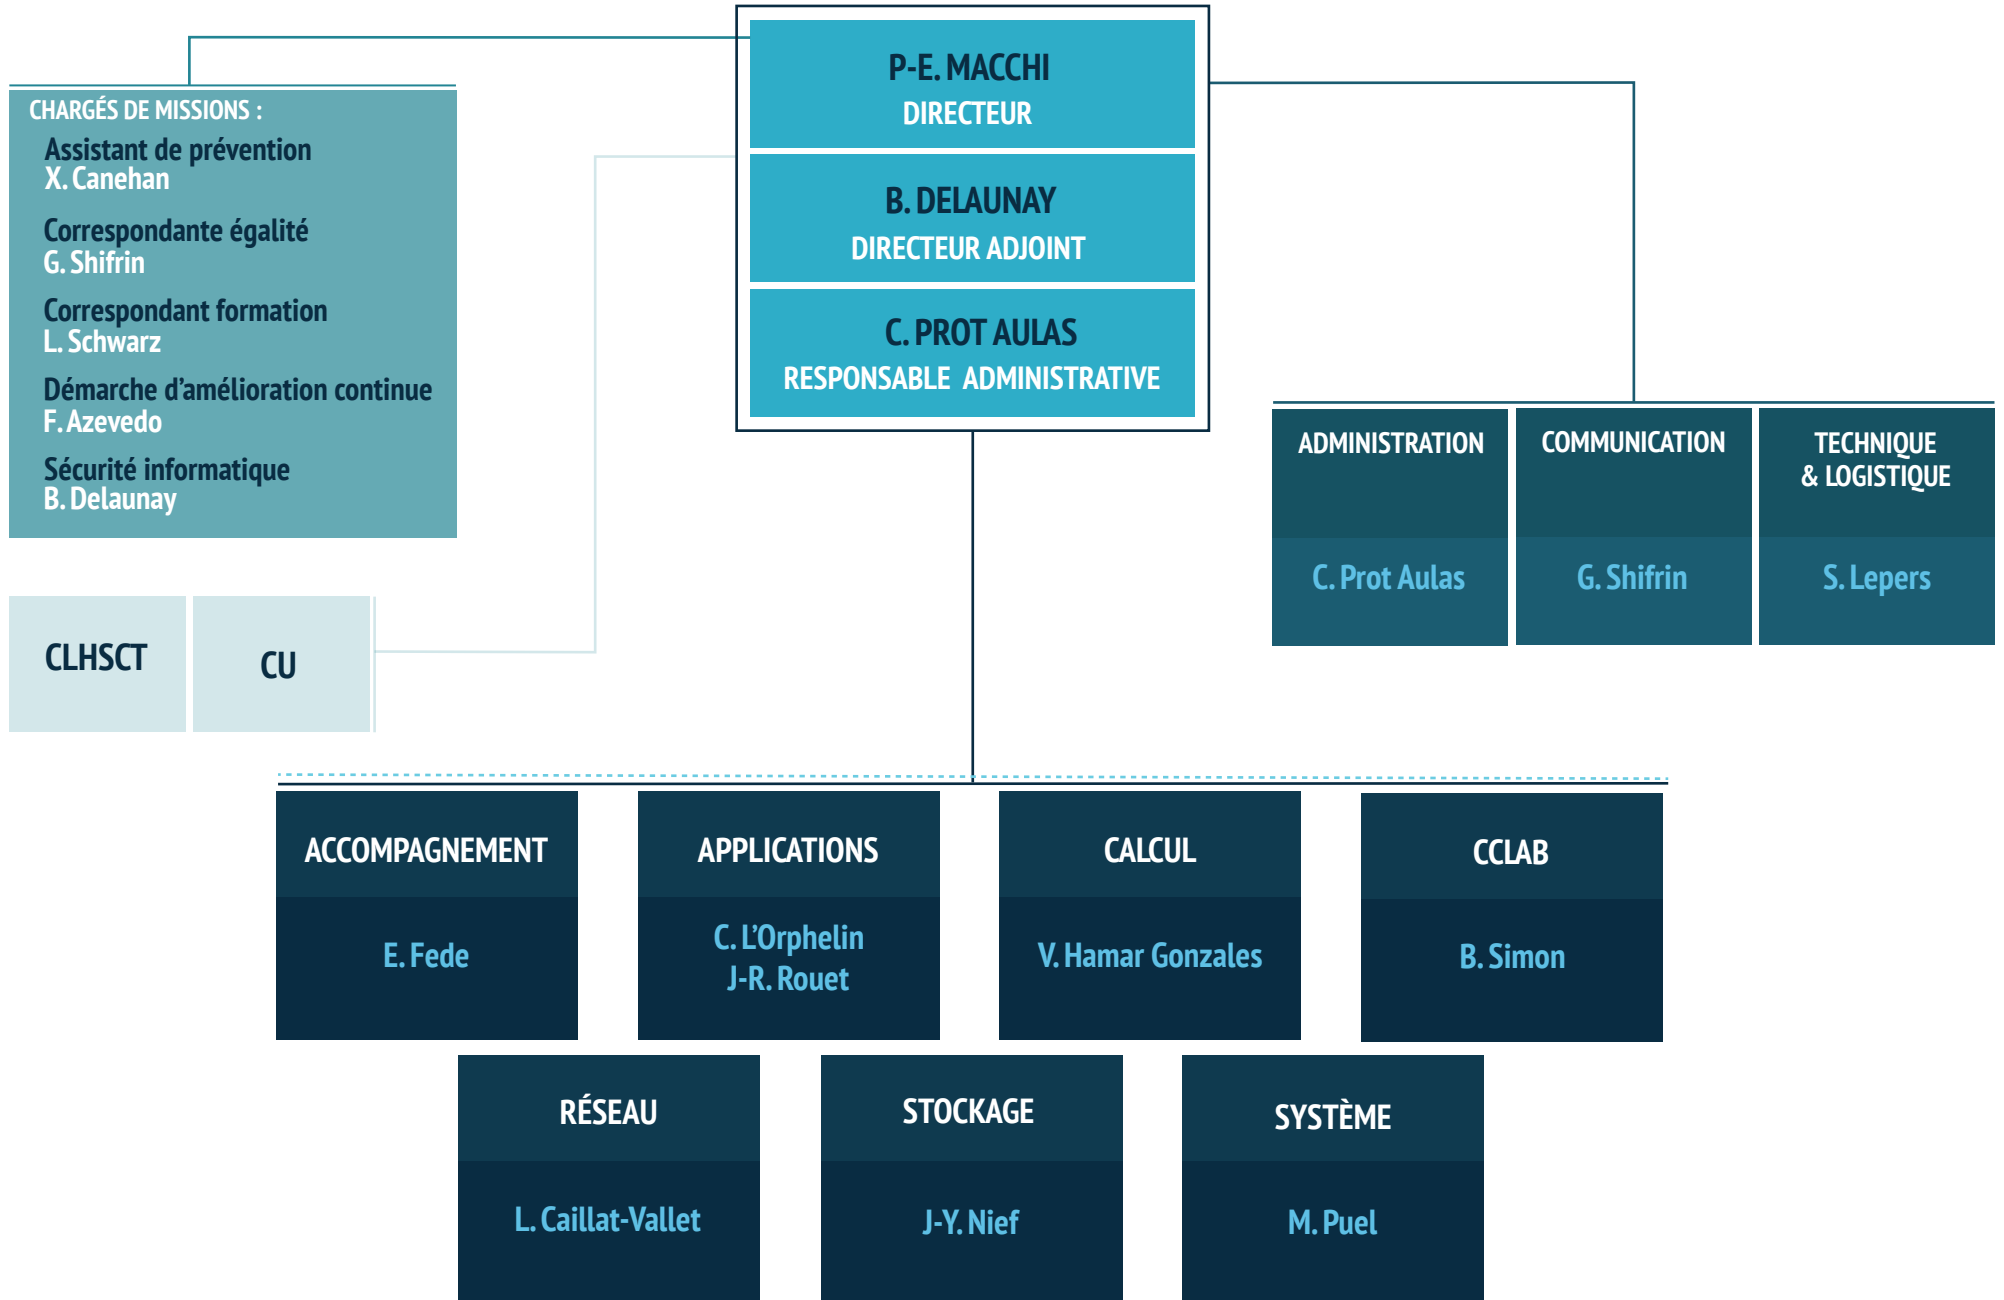 P-E. MACCHI
DIRECTEUR
B. DELAUNAY
DIRECTEUR ADJOINT
C. PROT AULAS
RESPONSABLE ADMINISTRATIVE
CHARGÉS DE MISSIONS :
Assistant de prévention
X. Canehan
Correspondante égalité
G. Shifrin
Correspondant formation
L. Schwarz
Démarche d’amélioration continue
F. Azevedo
Sécurité informatique
B. Delaunay
CLHSCT
CU
ADMINISTRATION
C. Prot Aulas
COMMUNICATION
G. Shifrin
TECHNIQUE
& LOGISTIQUE
S. Lepers
ACCOMPAGNEMENT
E. Fede
APPLICATIONS
C. L’Orphelin
J-R. Rouet
CALCUL
V. Hamar Gonzales
CCLAB
B. Simon
RÉSEAU
L. Caillat-Vallet
STOCKAGE
J-Y. Nief
SYSTÈME
M. Puel